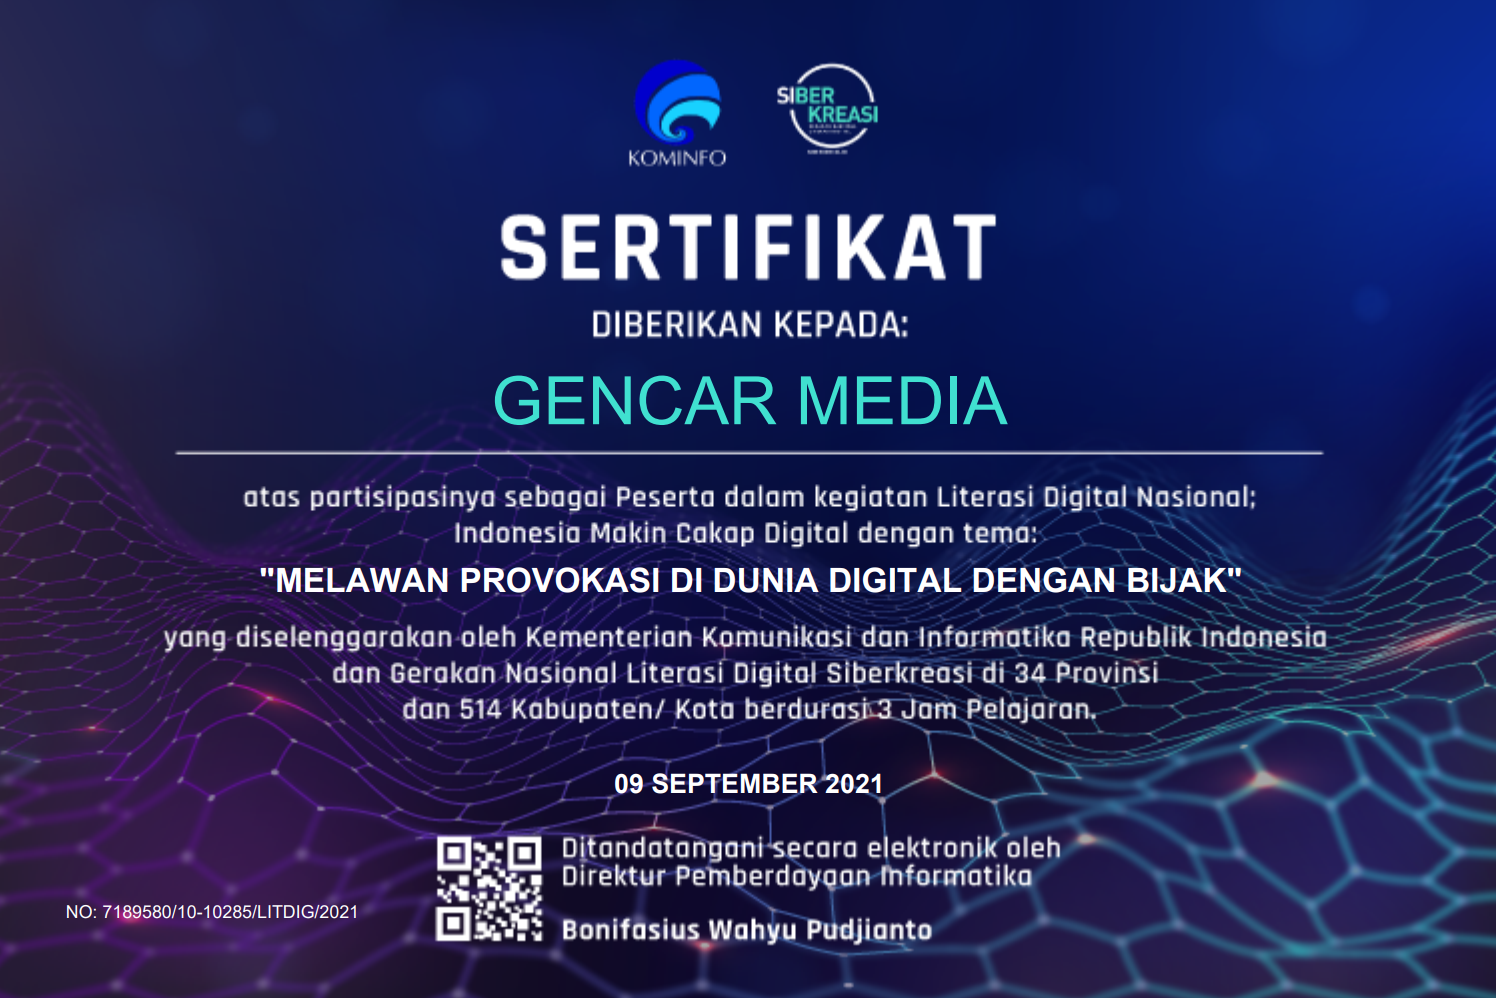 KOMINFO
SIBER
KREASI
SERTIFIKAT
DIBERIKAN KEPADA:
GENCAR MEDIA
atas partisipasinya sebagai Peserta dalam kegiatan Literasi Digital Nasional;
Indonesia Makin Cakap Digital dengan tema:
"MELAWAN PROVOKASI DI DUNIA DIGITAL DENGAN BIJAK"
yang diselenggarakan oleh Kementerian Komunikasi dan Informatika Republik Indonesia
dan Gerakan Nasional Literasi Digital Siberkreasi di 34 Provinsi
dan 514 Kabupaten/ Kota berdurasi 3 Jam Pelajaran.
09 SEPTEMBER 2021
Ditandatangani secara elektronik oleh
Direktur Pemberdayaan Informatika
Bonifasius Wahyu Pudjianto
NO: 7189580/10-10285/LITDIG/2021